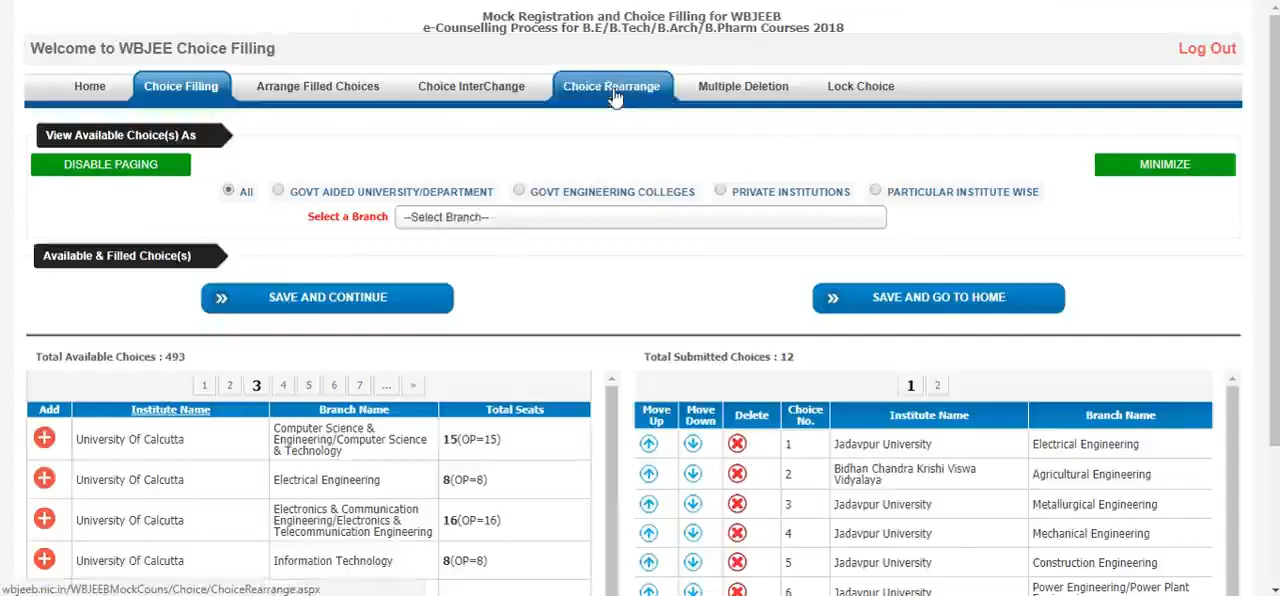 Mock Registration and Choice Filling for WBJEEB
e-Counselling Process for B.E/B.Tech/B.Arch/B.Pharm Courses 2018
Welcome to WBJEE Choice Filling
Log Out
Home Choice Filling Arrange Filled Choices Choice InterChange Choice Rearrange Multiple Deletion Lock Choice
View Available Choice(s) As
DISABLE PAGING
MINIMIZE
All GOVT AIDED UNIVERSITY/DEPARTMENT GOVT ENGINEERING COLLEGES PRIVATE INSTITUTIONS PARTICULAR INSTITUTE WISE
Select a Branch --Select Branch--
Available & Filled Choice(s)
SAVE AND CONTINUE
SAVE AND GO TO HOME
Total Available Choices : 493
1 2 3 4 5 6 7 ... »
Add Institute Name Branch Name Total Seats
University Of Calcutta
Computer Science &
Engineering/Computer Science
& Technology
15(OP=15)
University Of Calcutta Electrical Engineering 8(OP=8)
University Of Calcutta
Electronics & Communication
Engineering/Electronics &
Telecommunication Engineering
16(OP=16)
University Of Calcutta Information Technology 8(OP=8)
Total Submitted Choices : 12
1 2
Move Up Move Down Delete Choice No. Institute Name Branch Name
1 Jadavpur University Electrical Engineering
2 Bidhan Chandra Krishi Viswa
Vidyalaya
Agricultural Engineering
3 Jadavpur University Metallurgical Engineering
4 Jadavpur University Mechanical Engineering
5 Jadavpur University Construction Engineering
6 Jadavpur University Power Engineering/Power Plant
wbjeeb.nic.in/WBJEEBMockCouns/Choice/ChoiceRearrange.aspx